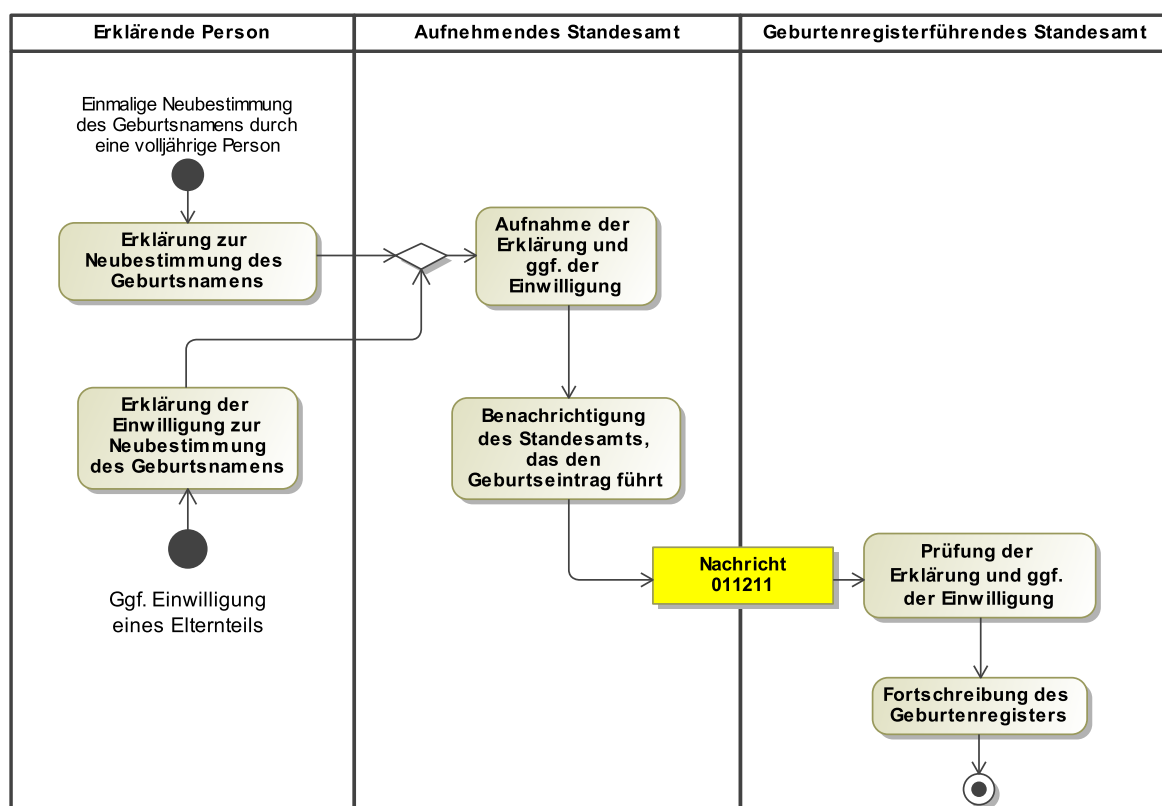 Erklärende Person
Aufnehmendes Standesamt
Geburtenregisterführendes Standesamt
Einmalige Neubestimmung
des Geburtsnamens durch
eine volljährige Person
Erklärung zur
Neubestimmung des
Geburtsnamens
Aufnahme der
Erklärung und
ggf. der
Einwilligung
Erklärung der
Einwilligung zur
Neubestimmung
des Geburtsnamens
Benachrichtigung
des Standesamts,
das den
Geburtseintrag führt
Ggf. Einwilligung
eines Elternteils
Nachricht
011211
Prüfung der
Erklärung und ggf.
der Einwilligung
Fortschreibung des
Geburtenregisters